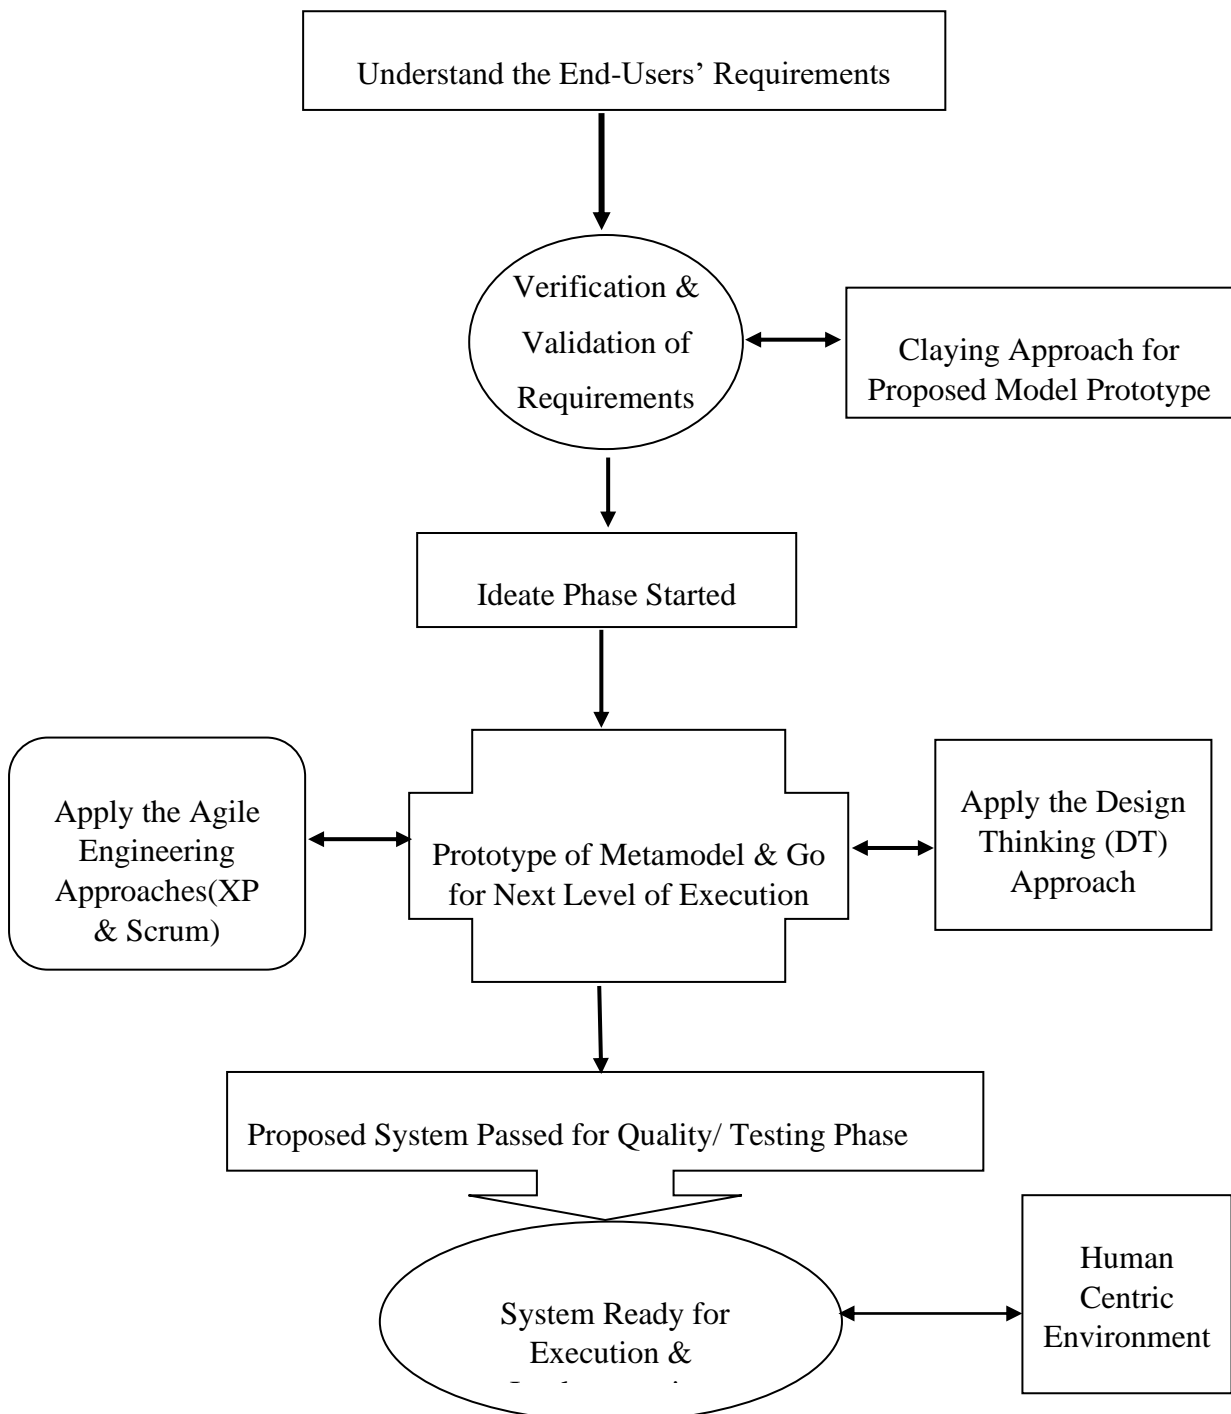 Understand the End-Users’ Requirements
Verification &
Validation of
Requirements
Claying Approach for
Proposed Model Prototype
Ideate Phase Started
Apply the Agile
Engineering
Approaches(XP
& Scrum)
Prototype of Metamodel & Go
for Next Level of Execution
Apply the Design
Thinking (DT)
Approach
Proposed System Passed for Quality/ Testing Phase
System Ready for
Execution &
Human
Centric
Environment